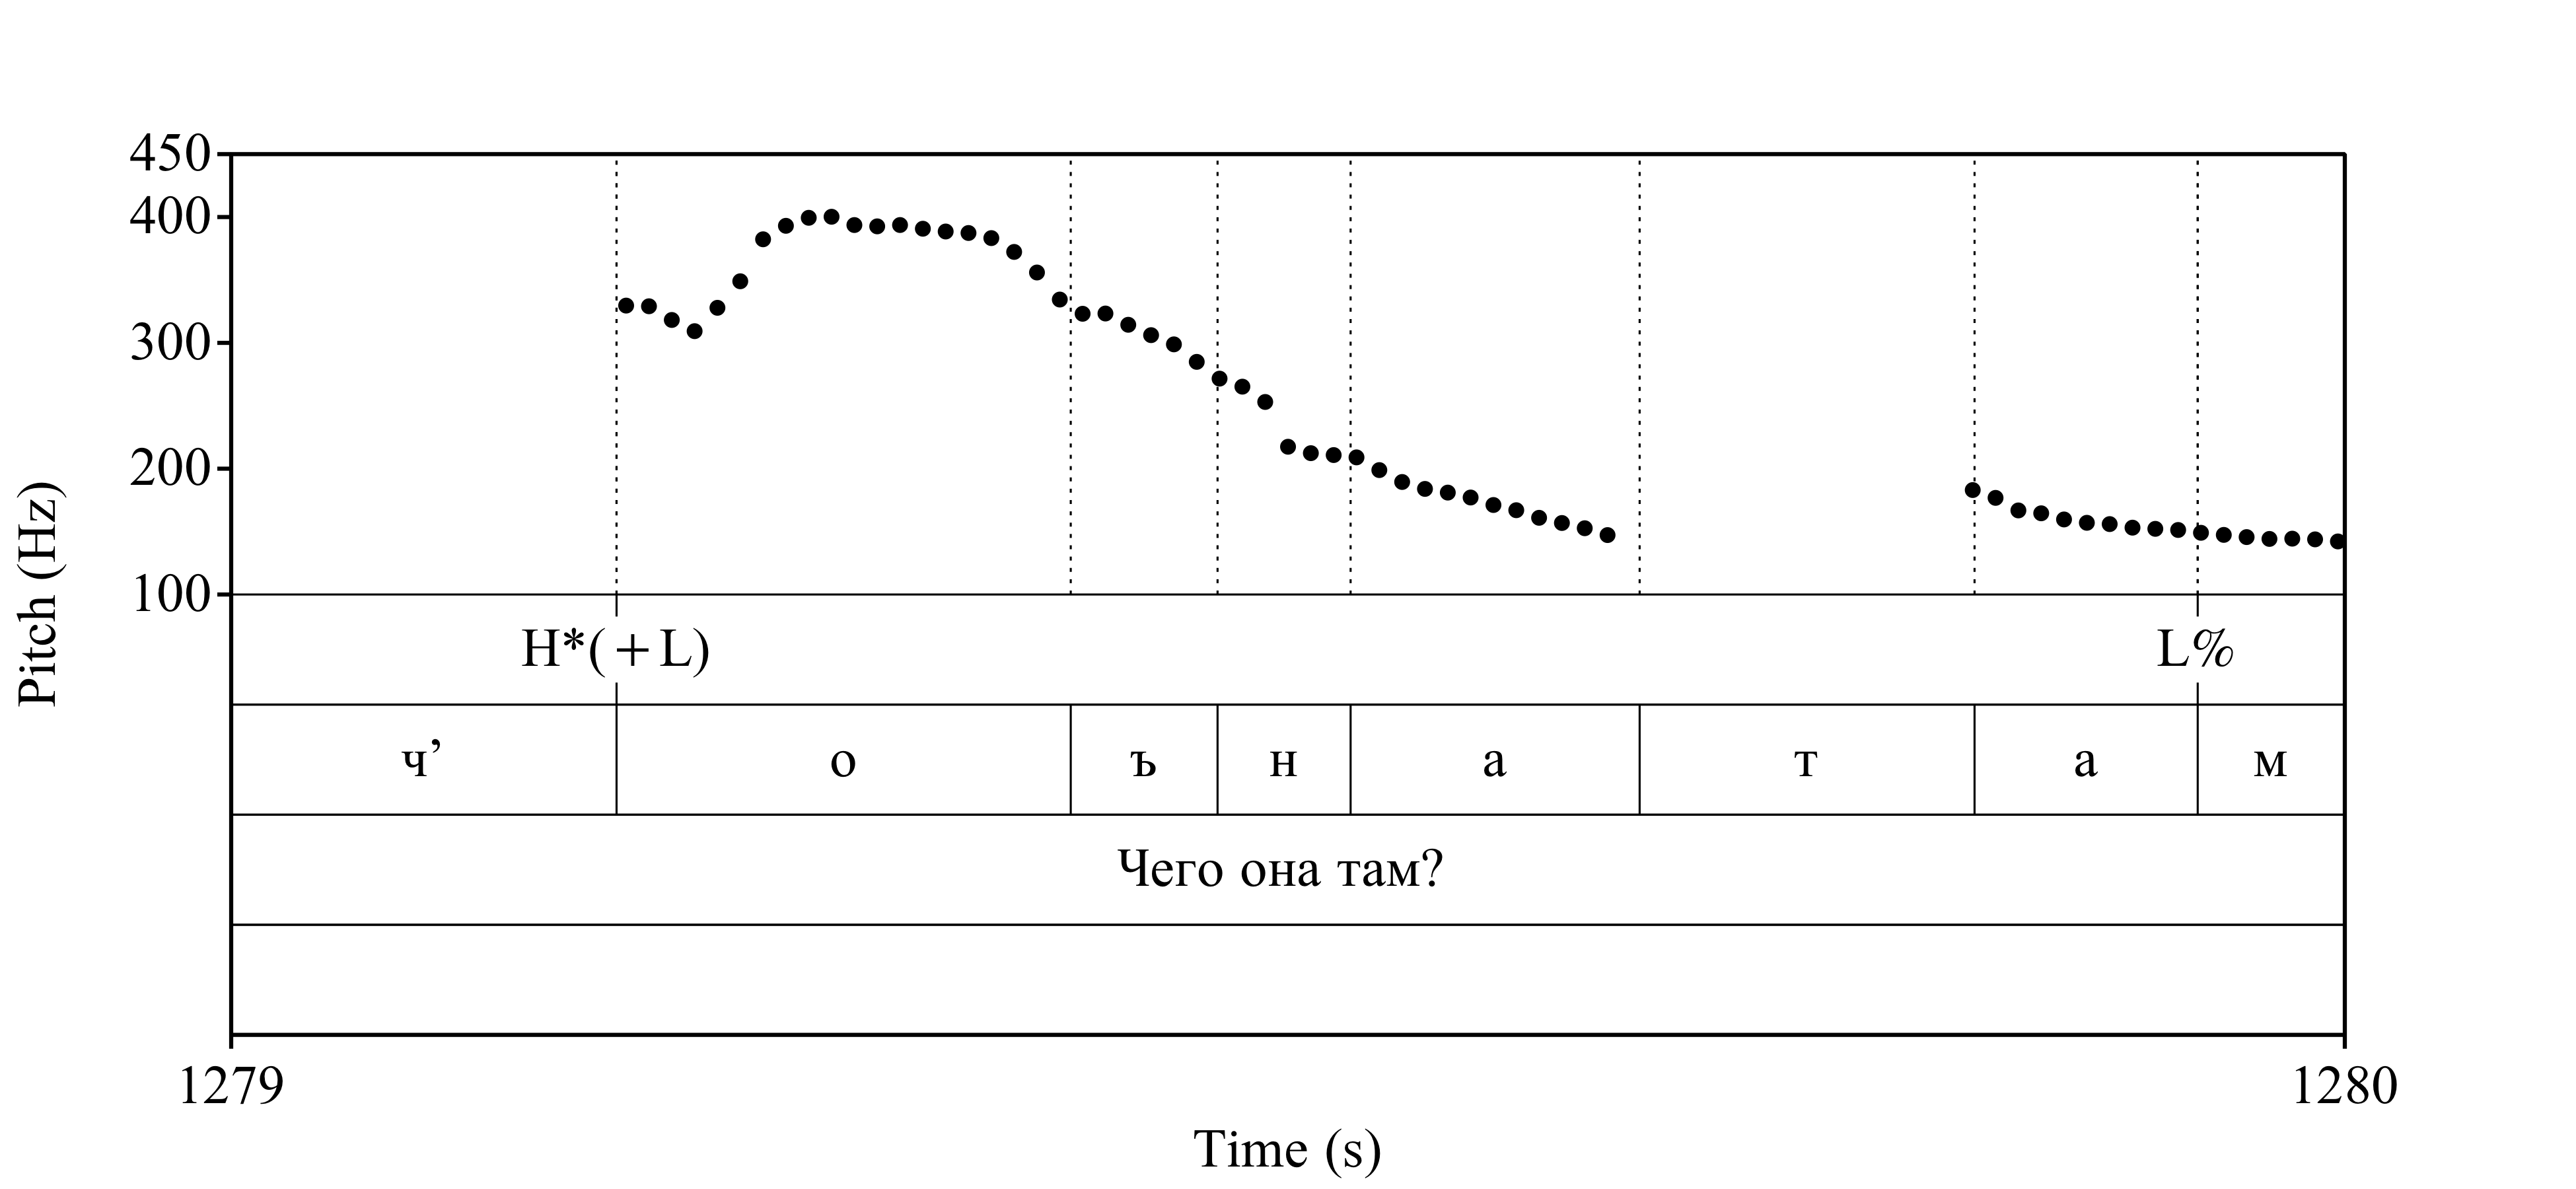 450
400
300
200
100
Pitch (Hz)
H*(+L) L%
ч’ о ъ н а т а м
Чего она там?
1279 1280
Time (s)